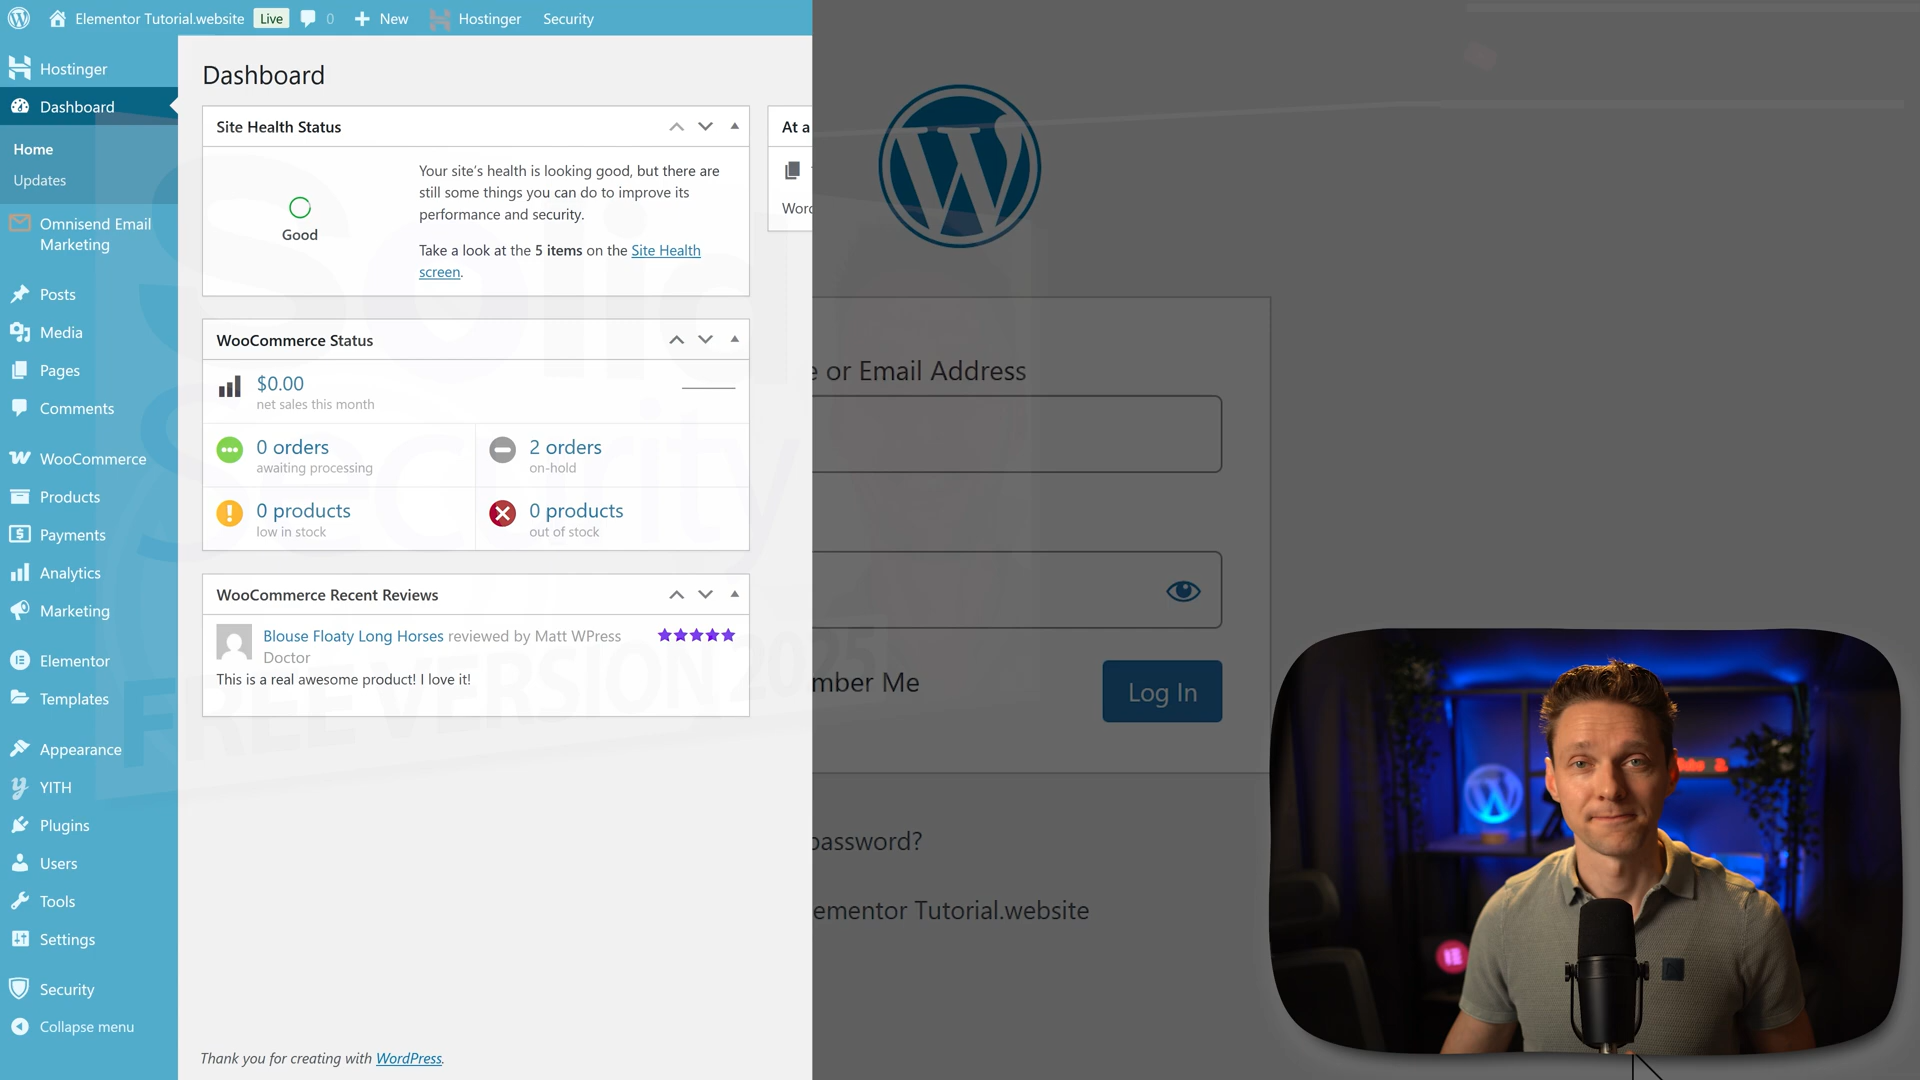 Elementor Tutorial.website Live 0 New Hostinger Security
Hostinger
Dashboard
Home
Updates
Omnisend Email
Marketing
Posts
Media
Pages
Comments
WooCommerce
Products
Payments
Analytics
Marketing
Elementor
Templates
Appearance
YITH
Plugins
Users
Tools
Settings
Security
Collapse menu
Dashboard
Site Health Status
Good
Your site's health is looking good, but there are
still some things you can do to improve its
performance and security.
Take a look at the 5 items on the Site Health
screen.
At a
Word
WooCommerce Status
$0.00
net sales this month
0 orders
awaiting processing
2 orders
on-hold
0 products
low in stock
0 products
out of stock
WooCommerce Recent Reviews
Blouse Floaty Long Horses reviewed by Matt WPress
Doctor
This is a real awesome product! I love it!
Thank you for creating with WordPress.
Solid
Security
FREE VERSION 2025
e or Email Address
mber Me
Log In
password?
ementor Tutorial.website